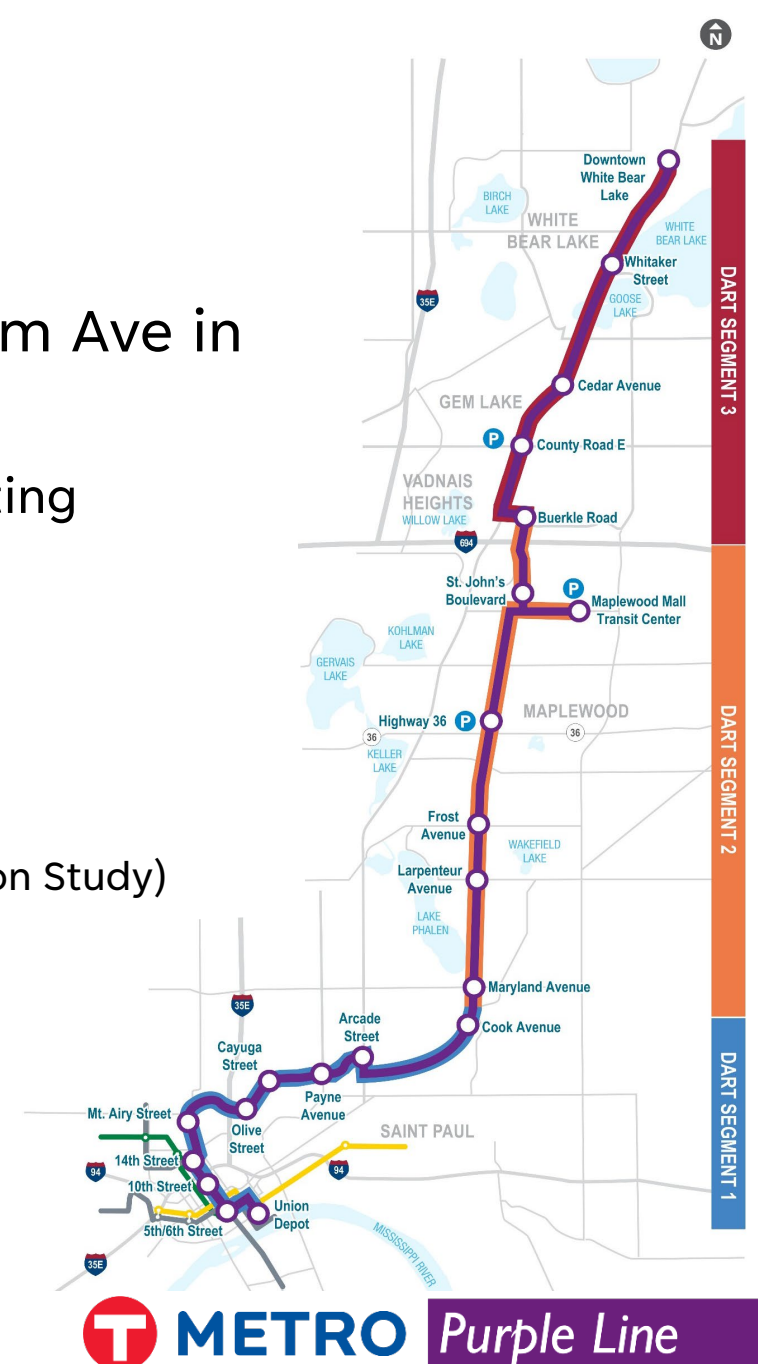 N
Downtown
White Bear
Lake
BIRCH
LAKE
WHITE
BEAR LAKE
WHITE
BEAR LAKE
Whitaker
Street
35E
GOOSE
LAKE
DART SEGMENT 3
m Ave in
Cedar Avenue
GEM LAKE
P
County Road E
VADNAIS
HEIGHTS
ting
WILLOW LAKE
Buerkle Road
694
St. John's
Boulevard
P
Maplewood Mall
Transit Center
KOHLMAN
LAKE
GERVAIS
LAKE
MAPLEWOOD
Highway 36
P
36
36
KELLER
LAKE
DART SEGMENT 2
Frost
Avenue
WAKEFIELD
LAKE
on Study)
Larpenteur
Avenue
LAKE
PHALEN
Maryland Avenue
35E
Arcade
Street
Cook Avenue
Cayuga
Street
Payne
Avenue
DART SEGMENT 1
Mt. Airy Street
Olive
Street
SAINT PAUL
14th Street
94
94
10th Street
Union
Depot
5th/6th Street
MISSISSIPPI RIVER
35E
T METRO Purple Line